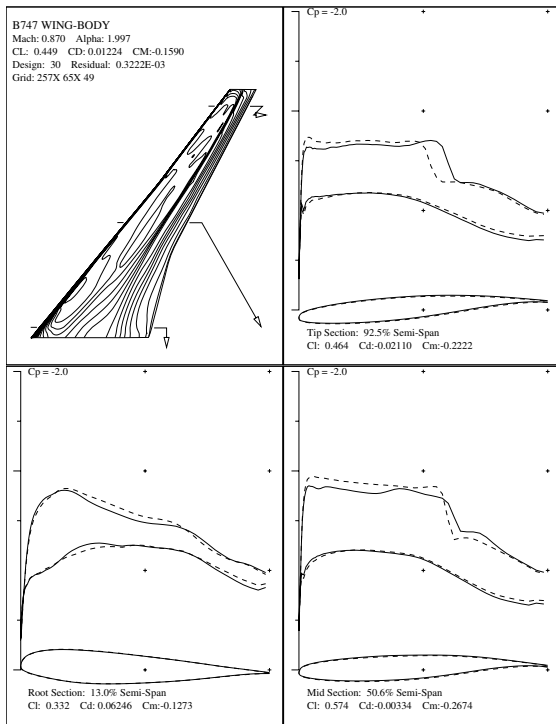 B747 WING-BODY
Mach: 0.870 Alpha: 1.997
CL: 0.449 CD: 0.01224 CM:-0.1590
Design: 30 Residual: 0.3222E-03
Grid: 257X 65X 49
Cp = -2.0
Tip Section: 92.5% Semi-Span
Cl: 0.464 Cd:-0.02110 Cm:-0.2222
Cp = -2.0
Root Section: 13.0% Semi-Span
Cl: 0.332 Cd: 0.06246 Cm:-0.1273
Cp = -2.0
Mid Section: 50.6% Semi-Span
Cl: 0.574 Cd:-0.00334 Cm:-0.2674